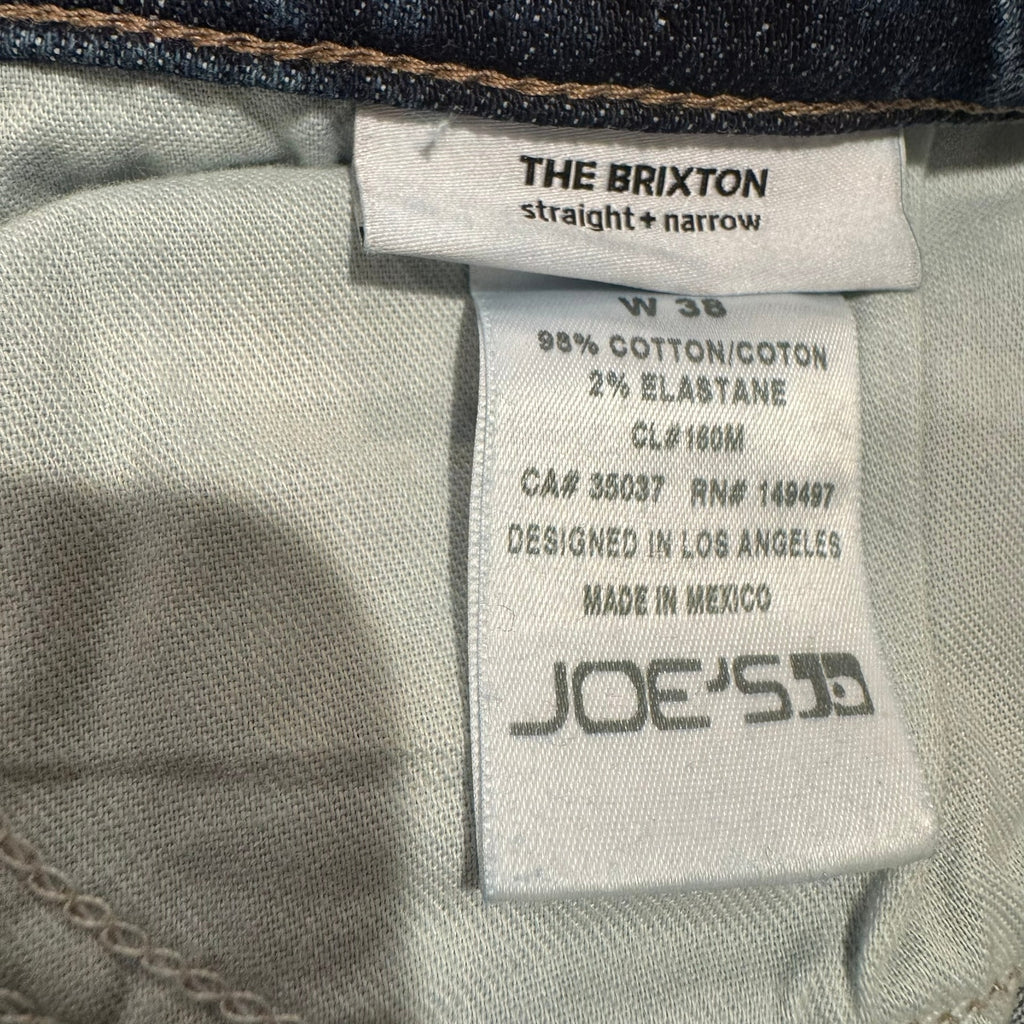 THE BRIXTON
straight + narrow
W 38
98% COTTON/COTON
2% ELASTANE
CL#160M
CA# 35037 RN# 149497
DESIGNED IN LOS ANGELES
MADE IN MEXICO
JOE'S